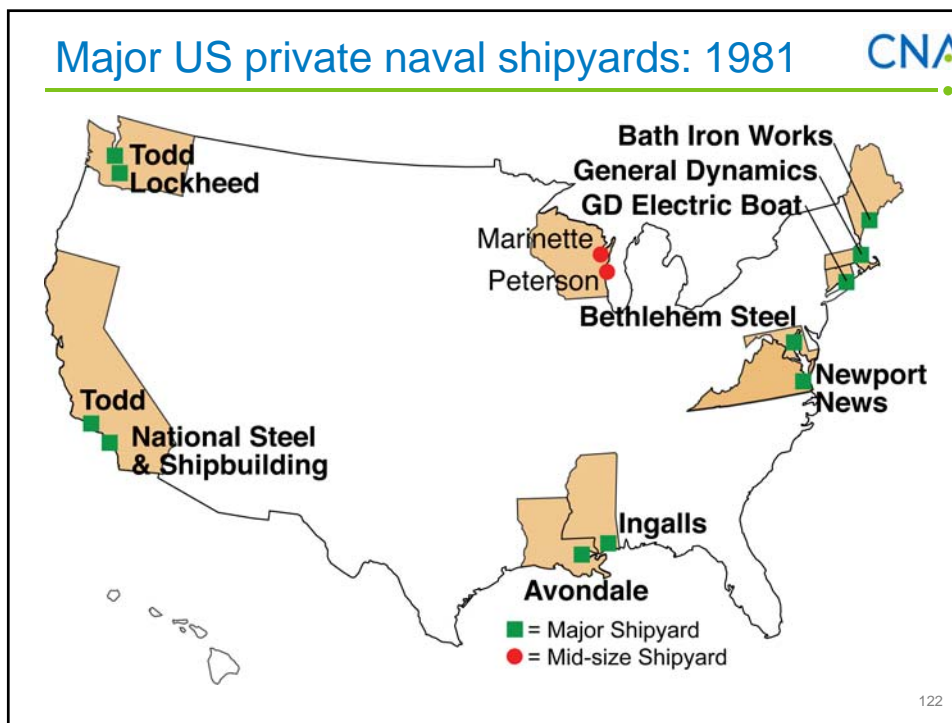 Major US private naval shipyards: 1981
CNA
Todd
Lockheed
Bath Iron Works
General Dynamics
GD Electric Boat
Marinette
Peterson
Bethlehem Steel
Newport
News
Todd
National Steel
& Shipbuilding
Ingalls
Avondale
= Major Shipyard
= Mid-size Shipyard
122